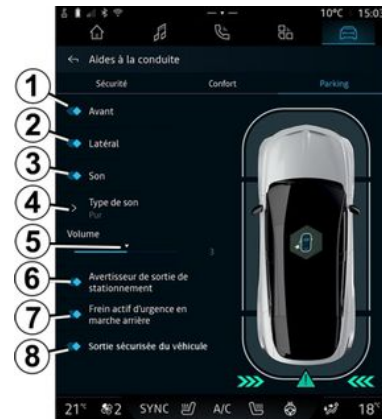 10°C 15:03
Aides à la conduite
Sécurité Confort Parking
1
Avant
2
Latéral
3
Son
4
Type de son
Pur
Volume
5
3
6
Avertisseur de sortie de
stationnement
7
Frein actif d'urgence en
marche arrière
8
Sortie sécurisée du véhicule
21° 2 SYNC A/C 18°